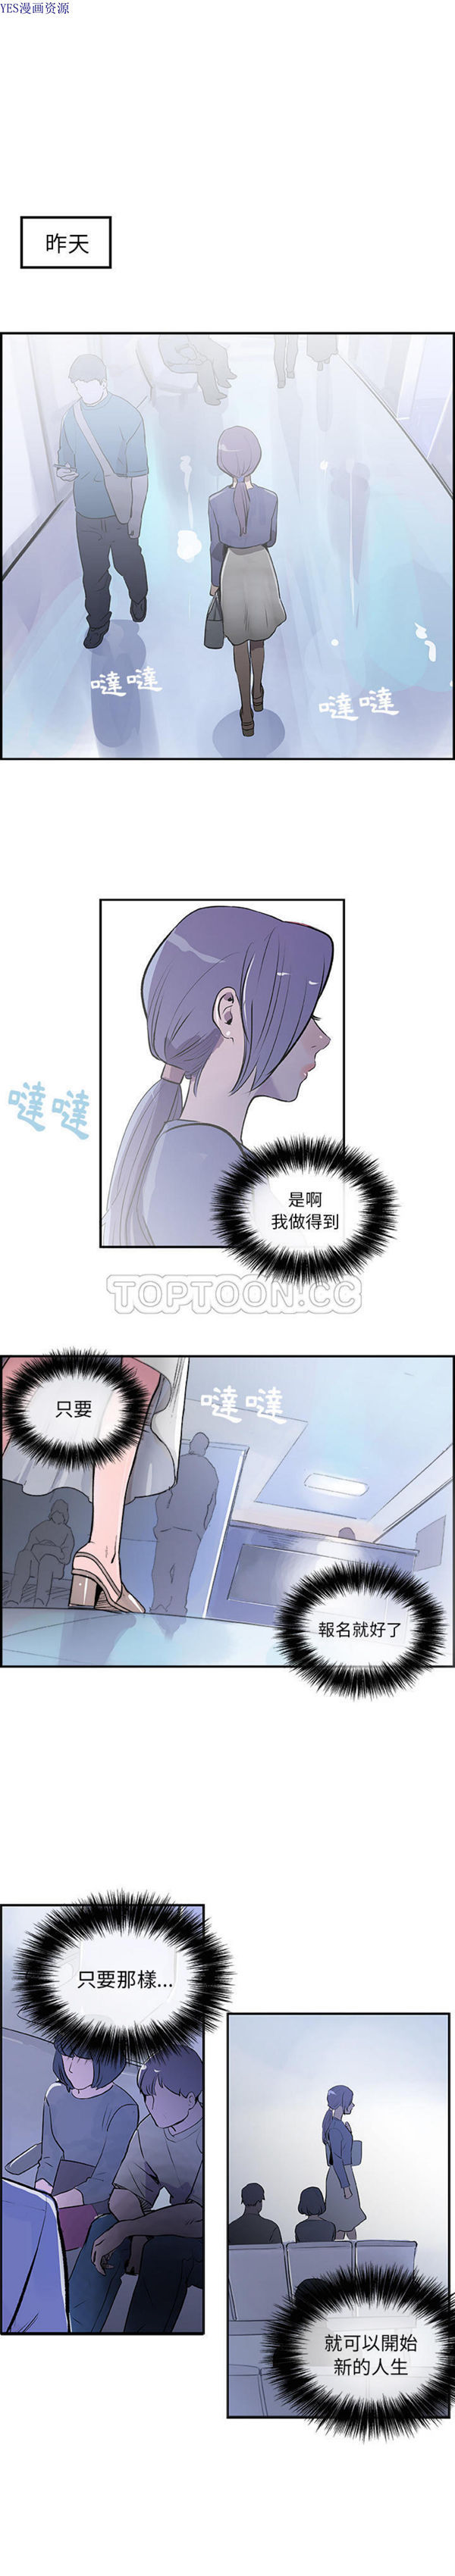 YES漫画资源
昨天
噠噠
噠噠
噠噠
是啊
我做得到
TOPTOON.CC
只要
噠噠
報名就好了
只要那樣...
就可以開始
新的人生